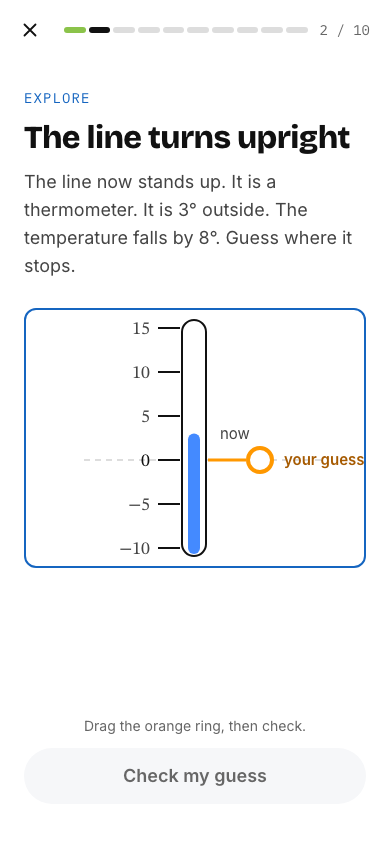 2 / 10
EXPLORE
The line turns upright
The line now stands up. It is a
thermometer. It is 3° outside. The
temperature falls by 8°. Guess where it
stops.
15
10
5
now
0
your guess
−5
−10
Drag the orange ring, then check.
Check my guess